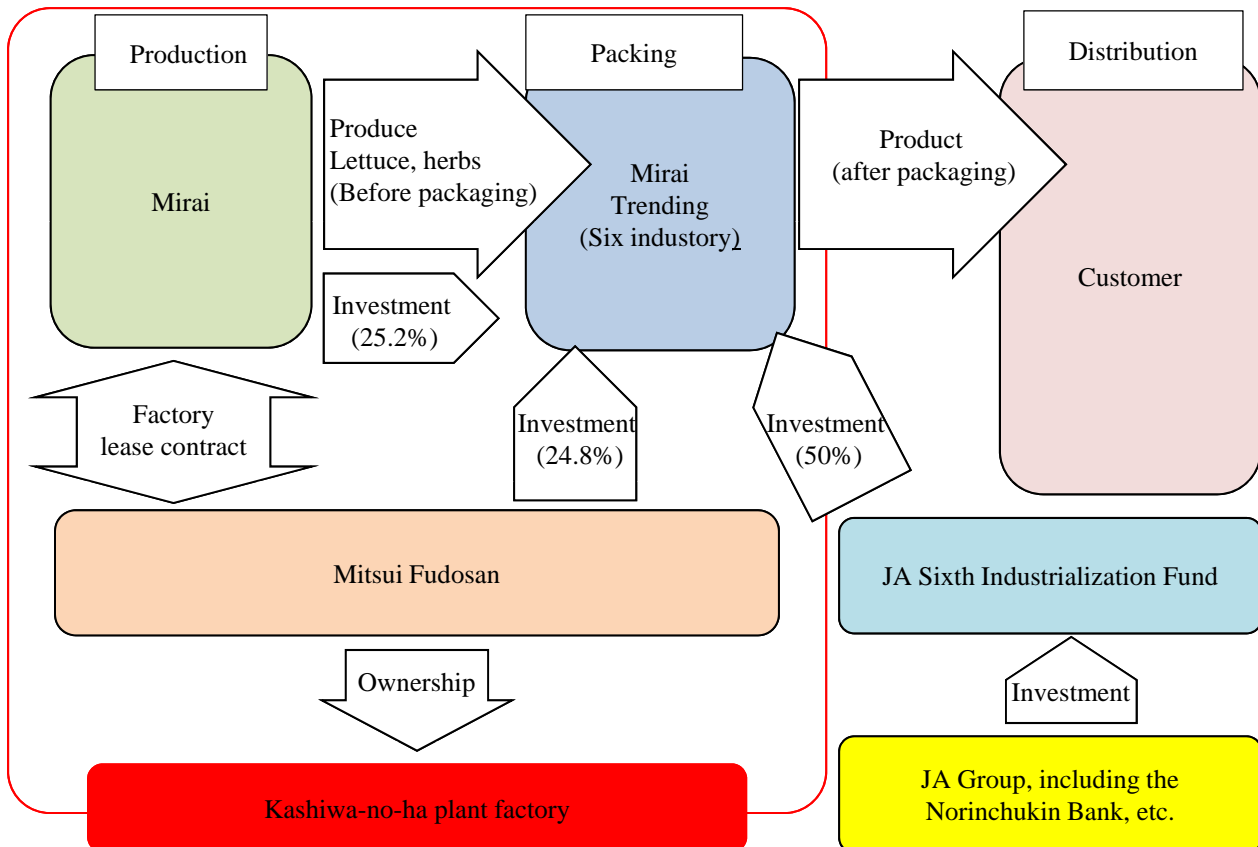 Production
Packing
Distribution
Mirai
Produce
Lettuce, herbs
(Before packaging)
Mirai
Trending
(Six industory)
Product
(after packaging)
Customer
Investment
(25.2%)
Factory
lease contract
Investment
(24.8%)
Investment
(50%)
Mitsui Fudosan
JA Sixth Industrialization Fund
Ownership
Investment
Kashiwa-no-ha plant factory
JA Group, including the
Norinchukin Bank, etc.